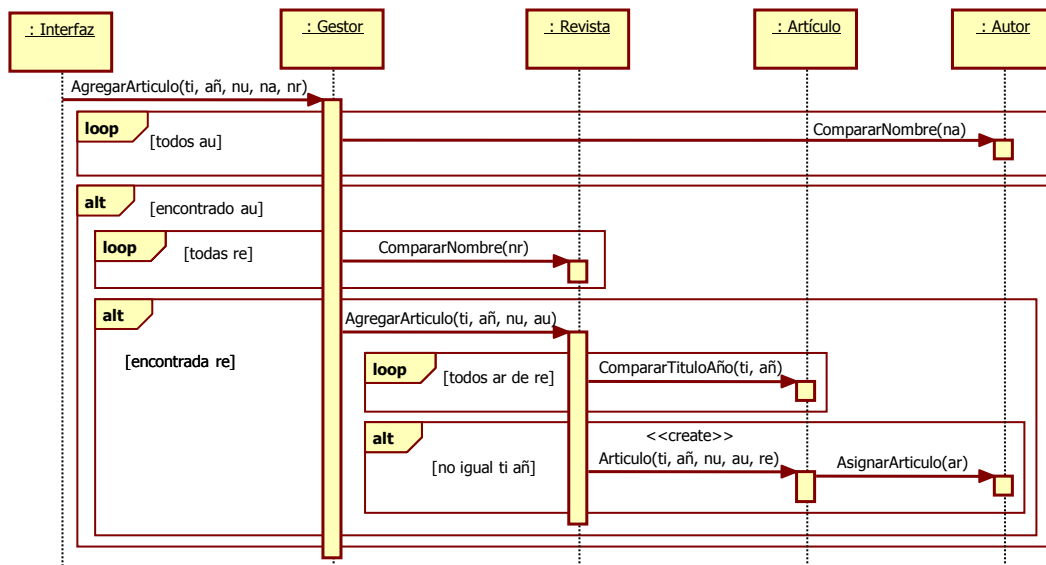 : Interfaz
: Gestor
: Revista
: Artículo
: Autor
AgregarArticulo(ti, añ, nu, na, nr)
loop
[todos au]
CompararNombre(na)
alt
[encontrado au]
loop
[todas re]
CompararNombre(nr)
alt
[encontrada re]
AgregarArticulo(ti, añ, nu, au)
loop
[todos ar de re]
CompararTituloAño(ti, añ)
alt
[no igual ti añ]
<<create>>
Articulo(ti, añ, nu, au, re)
AsignarArticulo(ar)